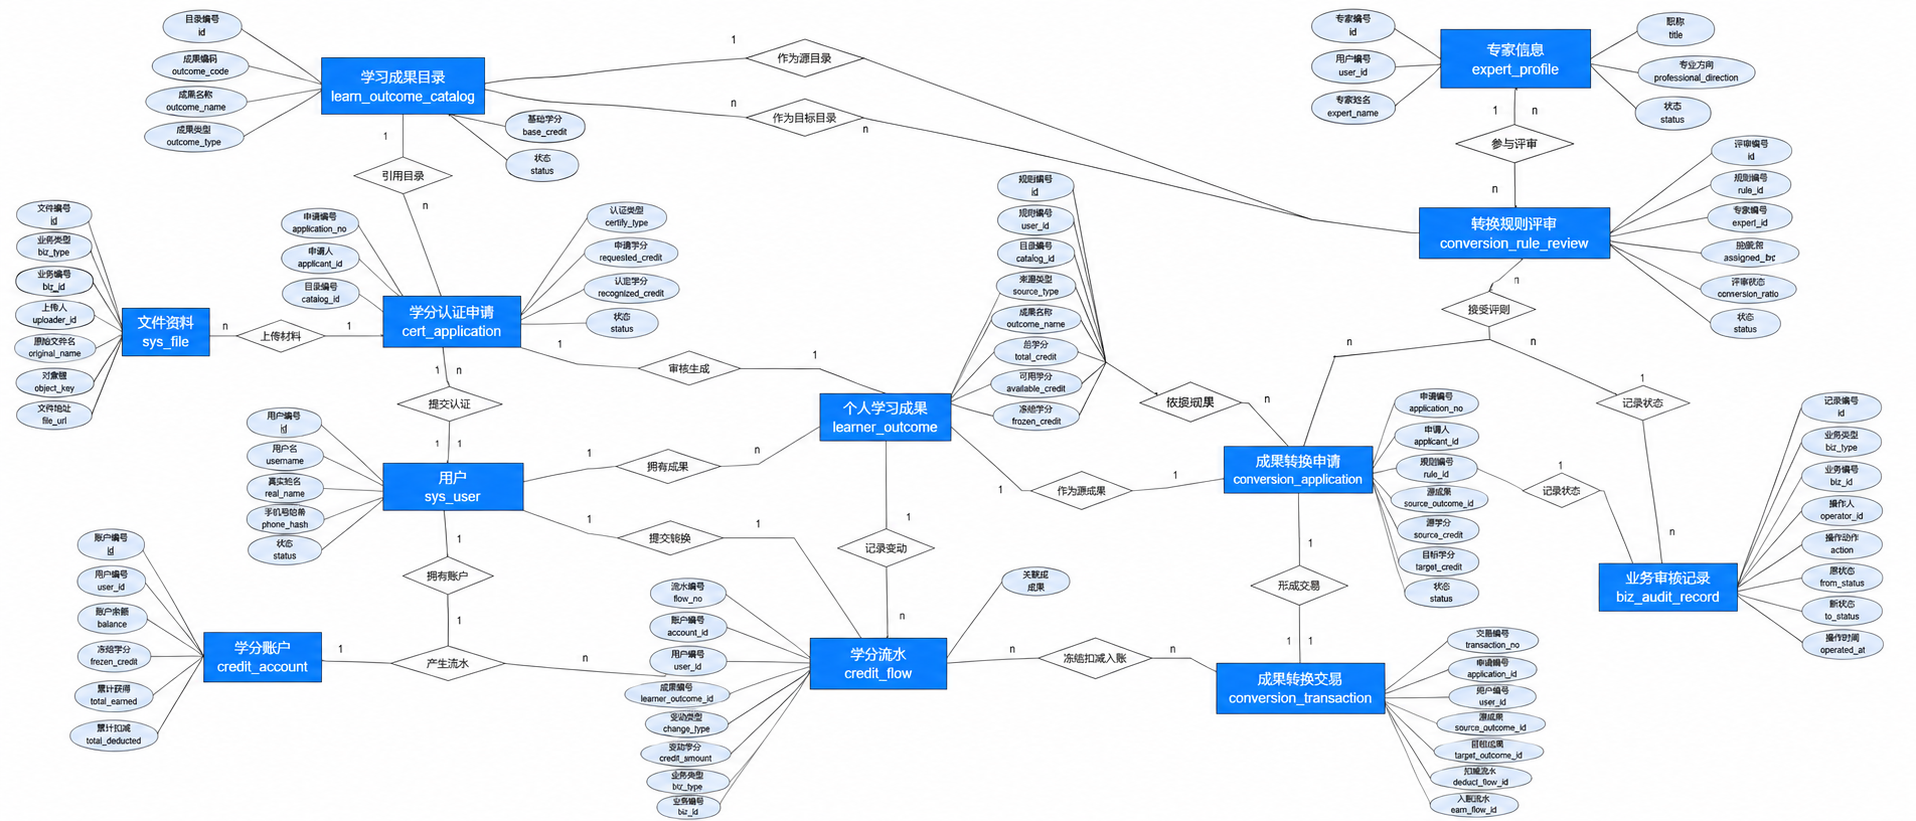 目录编号
id
成果编码
outcome_code
成果名称
outcome_name
成果类型
outcome_type
学习成果目录
learn_outcome_catalog
基础学分
base_credit
状态
status
1
作为源目录
n
作为目标目录
n
专家编号
id
用户编号
user_id
专家姓名
expert_name
专家信息
expert_profile
职称
title
专业方向
professional_direction
状态
status
1
n
参与评审
n
1
引用目录
n
评审编号
id
规则编号
rule_id
专家编号
expert_id
assigned_by
评审状态
conversion_ratio
状态
status
转换规则评审
conversion_rule_review
n
接受评则
n
n
文件编号
id
业务类型
biz_type
业务编号
biz_id
上传人
uploader_id
原始文件名
original_name
对象键
object_key
文件地址
file_url
文件资料
sys_file
n
上传材料
1
申请编号
application_no
申请人
applicant_id
目录编号
catalog_id
学分认证申请
cert_application
认证类型
certify_type
申请学分
requested_credit
认定学分
recognized_credit
状态
status
1
审核生成
1
1
n
提交认证
1
1
规则编号
id
规则编号
user_id
目录编号
catalog_id
来源类型
source_type
成果名称
outcome_name
总学分
total_credit
可用学分
available_credit
冻结学分
frozen_credit
个人学习成果
learner_outcome
n
用户编号
id
用户名
username
真实姓名
real_name
phone_hash
状态
status
用户
sys_user
1
拥有成果
n
1
提交转换
1
1
拥有账户
1
1
作为源成果
1
1
记录变动
n
成果转换申请
conversion_application
申请编号
application_no
申请人
applicant_id
规则编号
rulo_id
源成果
source_outcome_id
源学分
source_credit
目标学分
target_credit
状态
status
1
记录状态
1
记录状态
n
记录编号
id
业务类型
biz_type
业务编号
biz_id
操作人
operator_id
操作动作
action
原状态
from_status
新状态
to_status
操作时间
operated_at
业务审核记录
biz_audit_record
1
形成交易
1
1
账户编号
id
用户编号
user_id
账户余额
balance
冻结学分
frozen_credit
累计获得
total_earned
累计扣减
total_deducted
学分账户
credit_account
1
产生流水
n
流水编号
flow_no
账户编号
account_id
用户编号
user_id
成果编号
learner_outcome_id
变动类型
change_type
变动学分
credit_amount
业务类型
biz_type
业务编号
biz_id
学分流水
credit_flow
成果
n
冻结扣减入账
n
成果转换交易
conversion_transaction
交易编号
transaction_no
申请编号
application_id
用户编号
user_id
源成果
source_outcome_id
目标成果
target_outcome_id
扣减流水
deduct_flow_id
入账流水
earn_flow_id